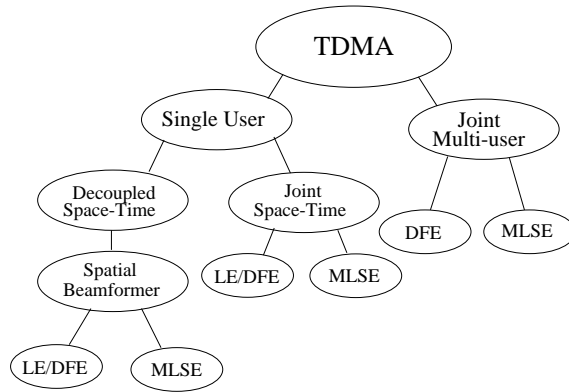 TDMA
Single User
Joint
Multi-user
Decoupled
Space-Time
Joint
Space-Time
DFE
MLSE
Spatial
Beamformer
LE/DFE
MLSE
LE/DFE
MLSE